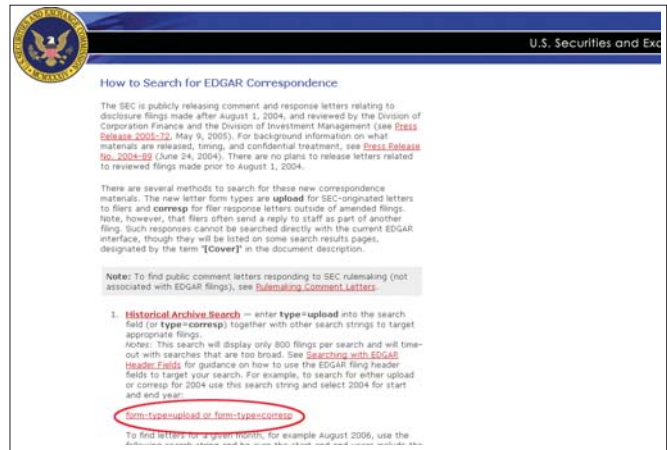 U.S. Securities and Exc
How to Search for EDGAR Correspondence
The SEC is publicly releasing comment and response letters relating to
disclosure filings made after August 1, 2004, and reviewed by the Division of
Corporation Finance and the Division of Investment Management (see Press
Release 2005-72, May 9, 2005). For background information on what
materials are released, timing, and confidential treatment, see Press Release
No. 2004-89 (June 24, 2004). There are no plans to release letters related
to reviewed filings made prior to August 1, 2004.
There are several methods to search for these new correspondence
materials. The new letter form types are upload for SEC-originated letters
to filers and corresp for filer response letters outside of amended filings.
Note, however, that filers often send a reply to staff as part of another
filing. Such responses cannot be searched directly with the current EDGAR
interface, though they will be listed on some search results pages,
designated by the term "[Cover]" in the document description.
Note: To find public comment letters responding to SEC rulemaking (not
associated with EDGAR filings), see Rulemaking Comment Letters.
1. Historical Archive Search — enter type=upload into the search
field (or type=corresp) together with other search strings to target
appropriate filings.
Notes: This search will display only 800 filings per search and will time-
out with searches that are too broad. See Searching with EDGAR
Header Fields for guidance on how to use the EDGAR filing header
fields to target your search. For example, to search for either upload
or corresp for 2004 use this search string and select 2004 for start
and end year:
form-type=upload or form-type=corresp
To find letters for a given month, for example August 2006, use the